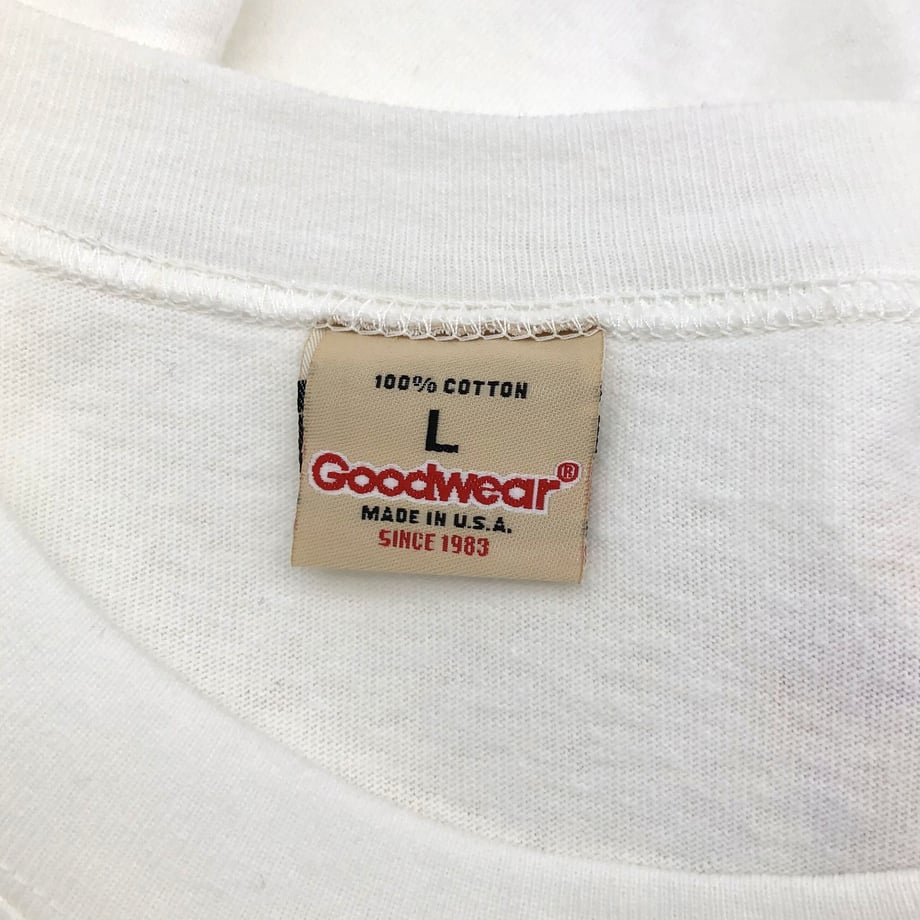 100% COTTON
L
Goodwear®
MADE IN U.S.A.
SINCE 1983